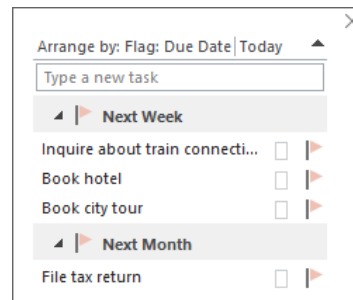 Arrange by: Flag: Due Date Today
Type a new task
Next Week
Inquire about train connecti...
Book hotel
Book city tour
Next Month
File tax return